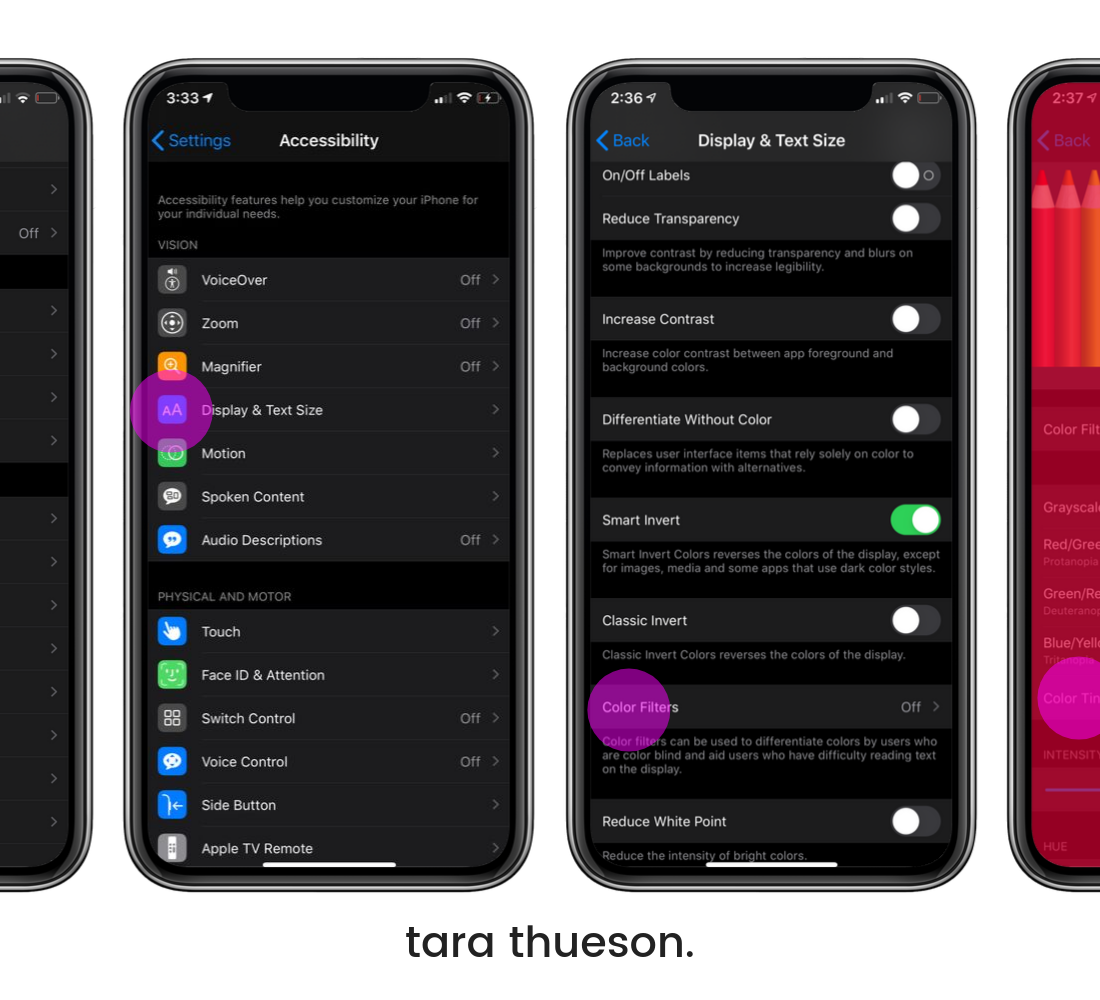 Off
3:33
Settings
Accessibility
Accessibility features help you customize your iPhone for
your individual needs.
VISION
VoiceOver Off
Zoom Off
Magnifier Off
AA Display & Text Size
Motion
Spoken Content
Audio Descriptions Off
PHYSICAL AND MOTOR
Touch
Face ID & Attention
Switch Control Off
Voice Control Off
Side Button
Apple TV Remote
2:36
Back
Display & Text Size
On/Off Labels
Reduce Transparency
Improve contrast by reducing transparency and blurs on
some backgrounds to increase legibility.
Increase Contrast
Increase color contrast between app foreground and
background colors.
Differentiate Without Color
Replaces user interface items that rely solely on color to
convey information with alternatives.
Smart Invert
Smart Invert Colors reverses the colors of the display, except
for images, media and some apps that use dark color styles.
Classic Invert
Classic Invert Colors reverses the colors of the display.
Color Filters Off
Color filters can be used to differentiate colors by users who
are color blind and aid users who have difficulty reading text
on the display.
Reduce White Point
Reduce the intensity of bright colors.
2:37
Back
Color Filt
Grayscal
Red/Gree
Protanopia
Green/Re
Deuteranop
Blue/Yell
Tritanopia
Color Tin
INTENSITY
HUE
tara thueson.